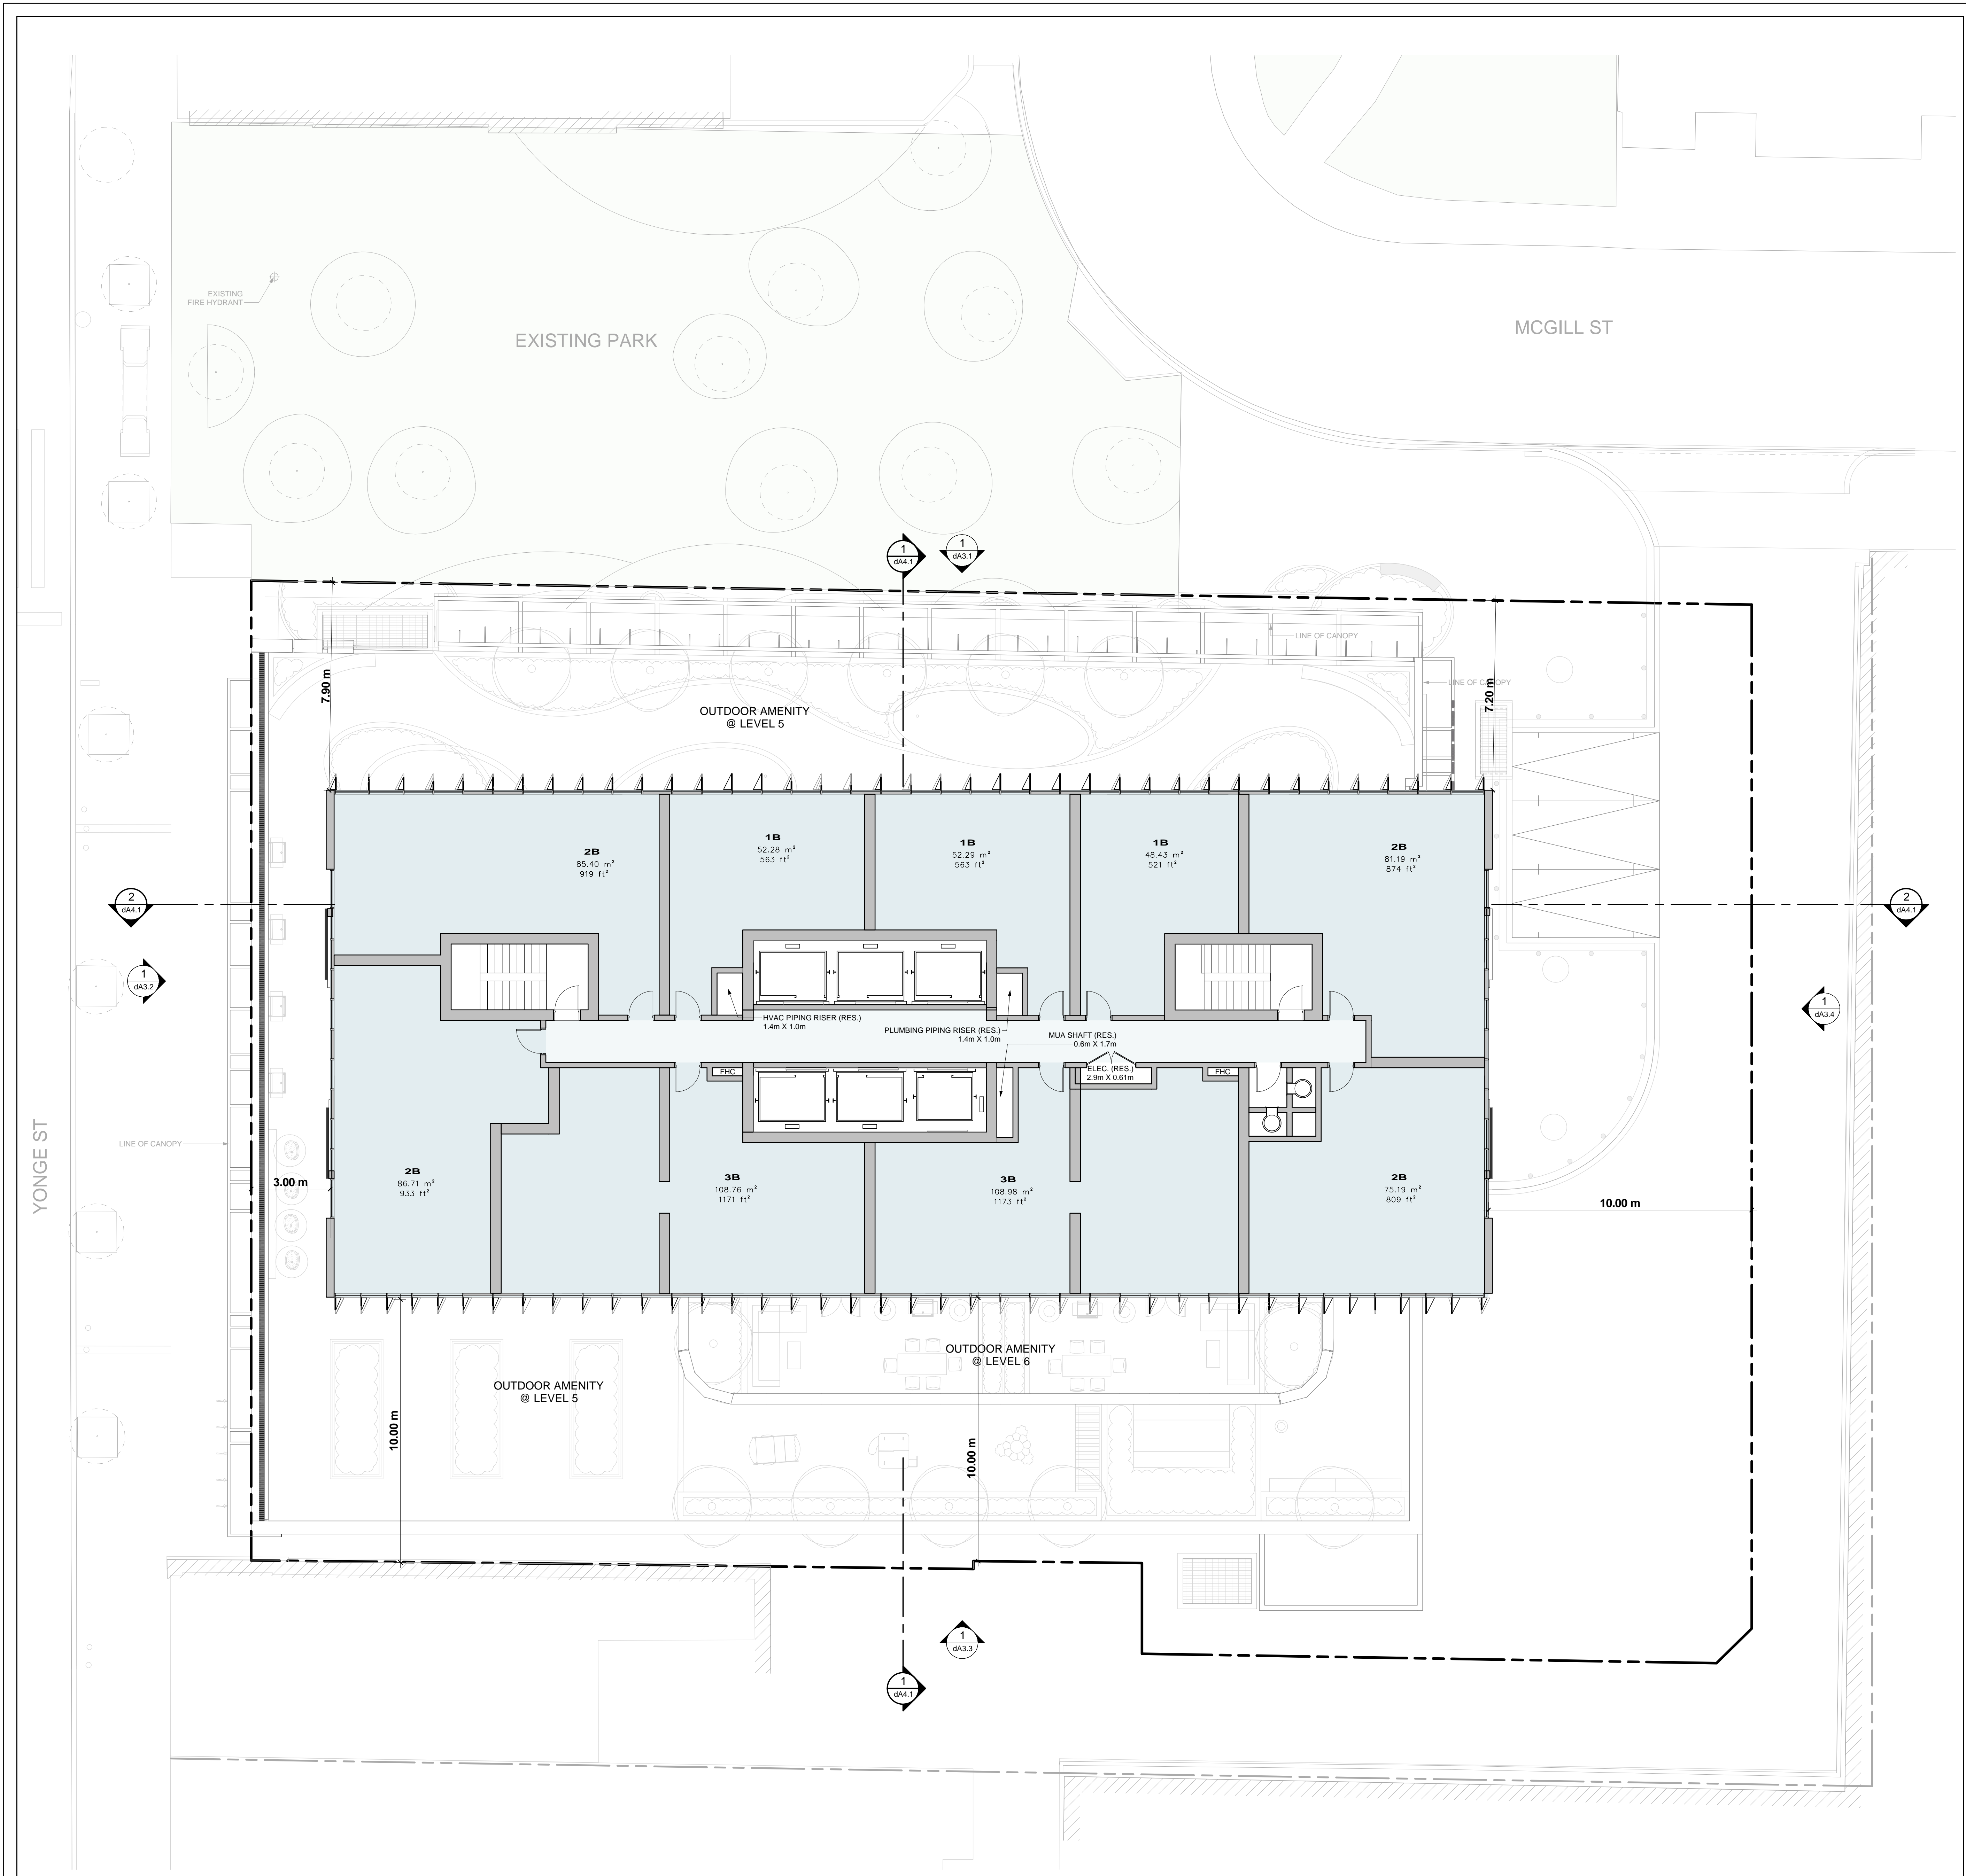 EXISTING
FIRE HYDRANT
EXISTING PARK
MCGILL ST
1
dA4.1
1
dA3.1
LINE OF CANOPY
LINE OF CANOPY
7.90 m
7.20 m
OUTDOOR AMENITY
@ LEVEL 5
2B
85.40 m²
919 ft²
1B
52.28 m²
563 ft²
1B
52.29 m²
563 ft²
1B
48.43 m²
521 ft²
2B
81.19 m²
874 ft²
2
dA4.1
2
dA4.1
1
dA3.2
1
dA3.4
HVAC PIPING RISER (RES.)
1.4m X 1.0m
PLUMBING PIPING RISER (RES.)
1.4m X 1.0m
MUA SHAFT (RES.)
0.6m X 1.7m
ELEC. (RES.)
2.9m X 0.61m
FHC
FHC
YONGE ST
LINE OF CANOPY
3.00 m
2B
86.71 m²
933 ft²
3B
108.76 m²
1171 ft²
3B
108.98 m²
1173 ft²
2B
75.19 m²
809 ft²
10.00 m
OUTDOOR AMENITY
@ LEVEL 6
OUTDOOR AMENITY
@ LEVEL 5
10.00 m
10.00 m
1
dA3.3
1
dA4.1